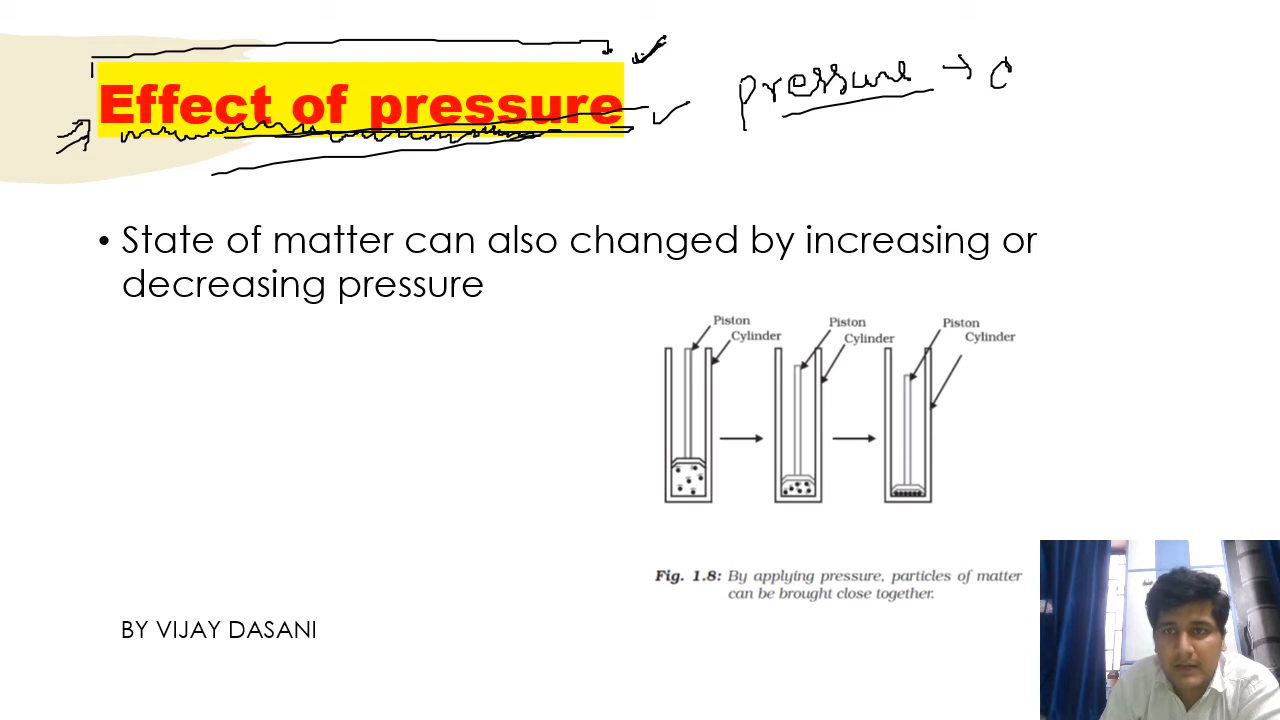 Effect of pressure
pressure → c
• State of matter can also changed by increasing or
decreasing pressure
Piston
Cylinder
Piston
Cylinder
Piston
Cylinder
Fig. 1.8: By applying pressure, particles of matter
can be brought close together.
BY VIJAY DASANI